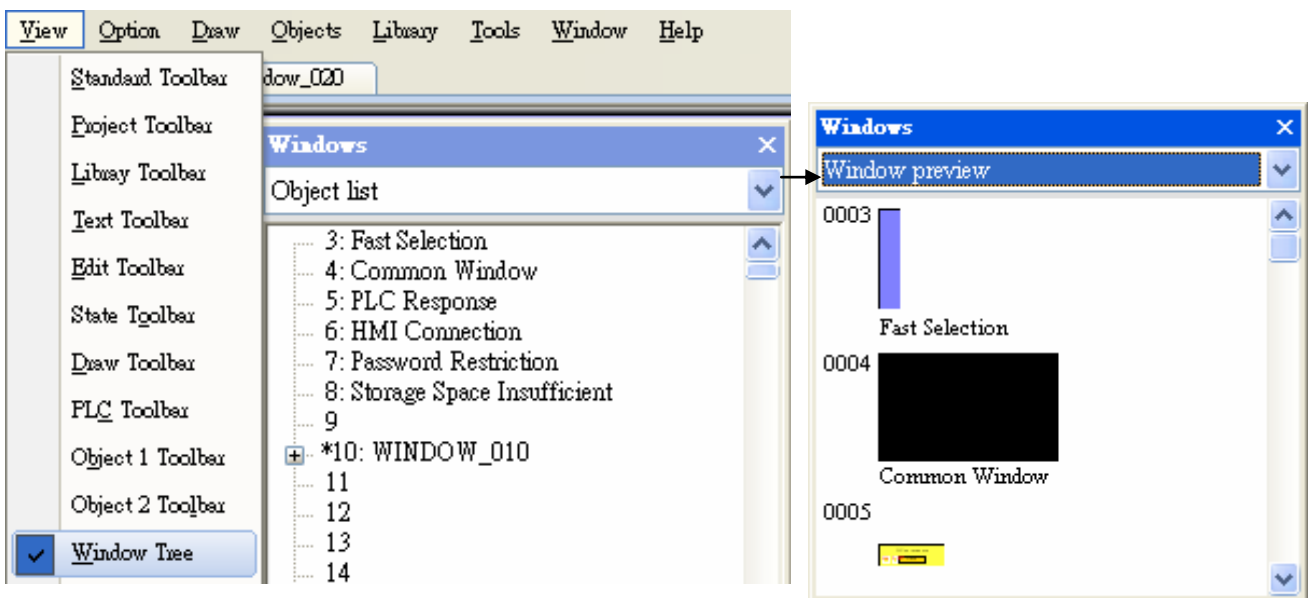 View Option Draw Objects Library Tools Window Help
Standard Toolbar
Project Toolbar
Library Toolbar
Text Toolbar
Edit Toolbar
State Toolbar
Draw Toolbar
PLC Toolbar
Object 1 Toolbar
Object 2 Toolbar
Window Tree
dow_020
Windows
Object list
3: Fast Selection
4: Common Window
5: PLC Response
6: HMI Connection
7: Password Restriction
8: Storage Space Insufficient
9
*10: WINDOW_010
11
12
13
14
Windows
Window preview
0003
Fast Selection
0004
Common Window
0005